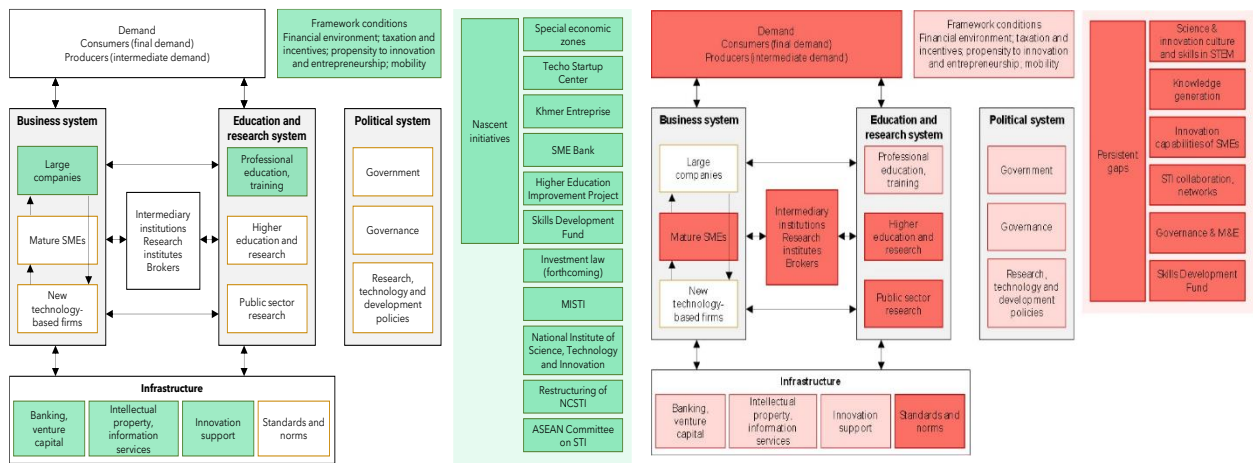 Demand
Consumers (final demand)
Producers (intermediate demand)
Framework conditions
Financial environment; taxation and
incentives; propensity to innovation
and entrepreneurship; mobility
Business system
Education and
research system
Political system
Large
companies
Professional
education,
training
Government
Mature SMEs
Intermediary
institutions
Research
institutes
Brokers
Higher
education and
research
Governance
New
technology-
based firms
Public sector
research
Research,
technology and
development
policies
Infrastructure
Banking,
venture
capital
Intellectual
property,
information
services
Innovation
support
Standards and
norms
Nascent
initiatives
Special economic
zones
Techo Startup
Center
Khmer Entreprise
SME Bank
Higher Education
Improvement Project
Skills Development
Fund
Investment law
(forthcoming)
MISTI
National Institute of
Science, Technology
and Innovation
Restructuring of
NCSTI
ASEAN Committee
on STI
Demand
Consumers (final demand)
Producers (intermediate demand)
Framework conditions
Financial environment; taxation and
incentives; propensity to innovation
and entrepreneurship; mobility
Business system
Education and
research system
Political system
Large
companies
Professional
education,
training
Government
Mature SMEs
Intermediary
institutions
Research
institutes
Brokers
Higher
education and
research
Governance
New
technology-
based firms
Public sector
research
Research,
technology and
development
policies
Infrastructure
Banking,
venture
capital
Intellectual
property,
information
services
Innovation
support
Standards and
norms
Persistent
gaps
Science &
innovation culture
and skills in STEM
Knowledge
generation
Innovation
capabilities of SMEs
STI collaboration,
networks
Governance & M&E
Skills Development
Fund